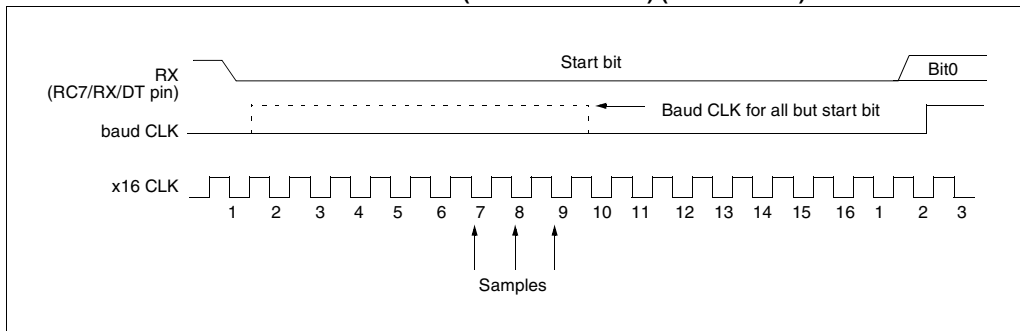 Start bit
Bit0
RX
(RC7/RX/DT pin)
Baud CLK for all but start bit
baud CLK
x16 CLK
1 2 3 4 5 6 7 8 9 10 11 12 13 14 15 16 1 2 3
Samples